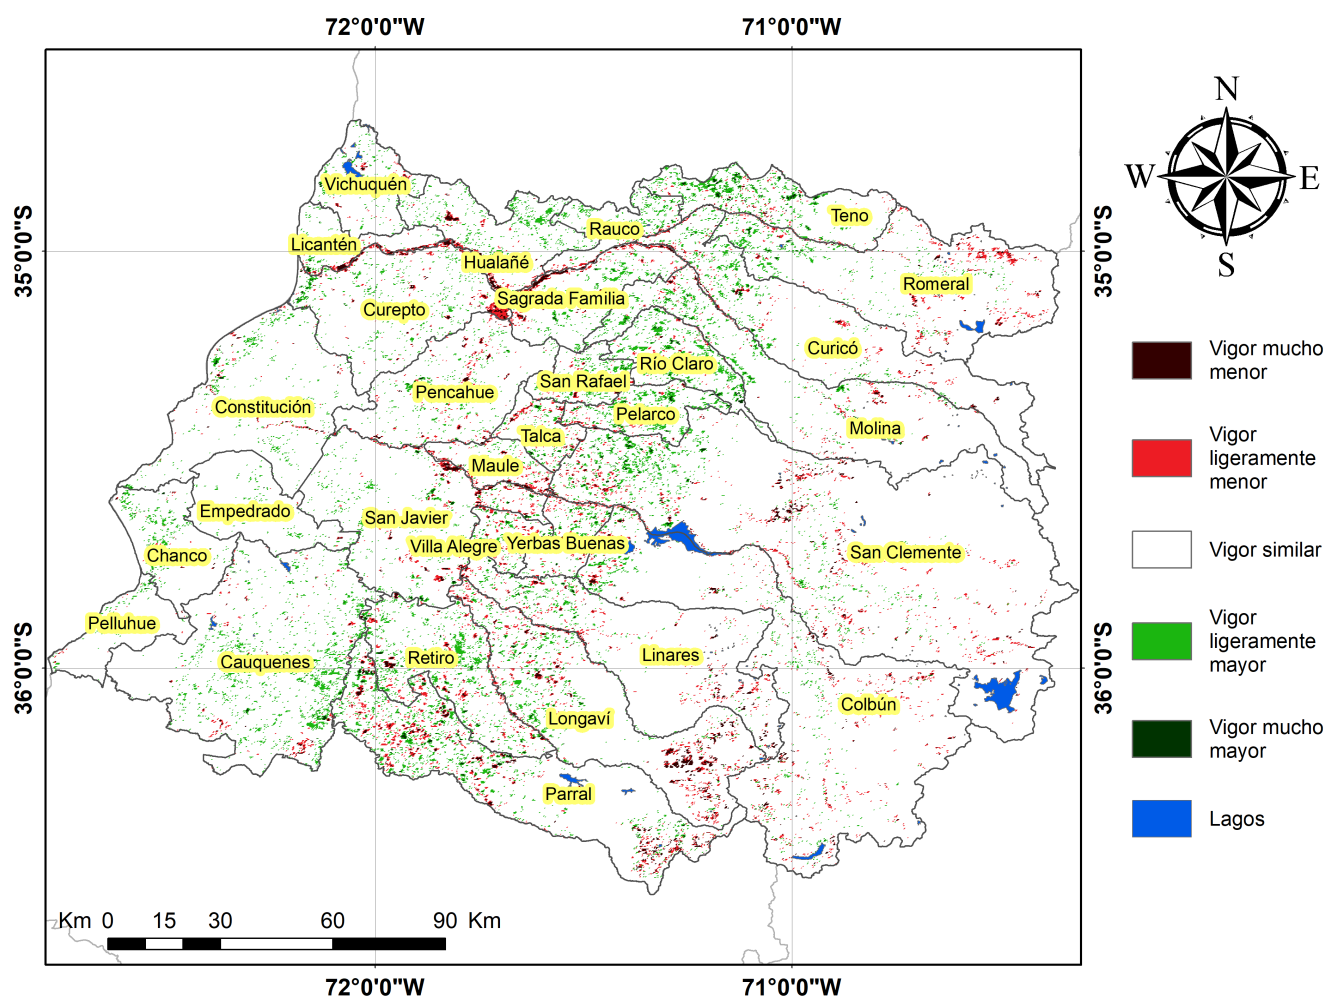 72°0'0"W
71°0'0"W
N
W
E
S
35°0'0"S
35°0'0"S
36°0'0"S
36°0'0"S
Vichuquén
Teno
Rauco
Licantén
Hualañé
Romeral
Sagrada Familia
Curepto
Curicó
Río Claro
San Rafael
Pencahue
Constitución
Pelarco
Molina
Talca
Maule
Empedrado
San Javier
Villa Alegre
Yerbas Buenas
San Clemente
Chanco
Pelluhue
Cauquenes
Retiro
Linares
Colbún
Longaví
Parral
Vigor mucho
menor
Vigor
ligeramente
menor
Vigor similar
Vigor
ligeramente
mayor
Vigor mucho
mayor
Lagos
Km 0 15 30 60 90 Km
72°0'0"W
71°0'0"W